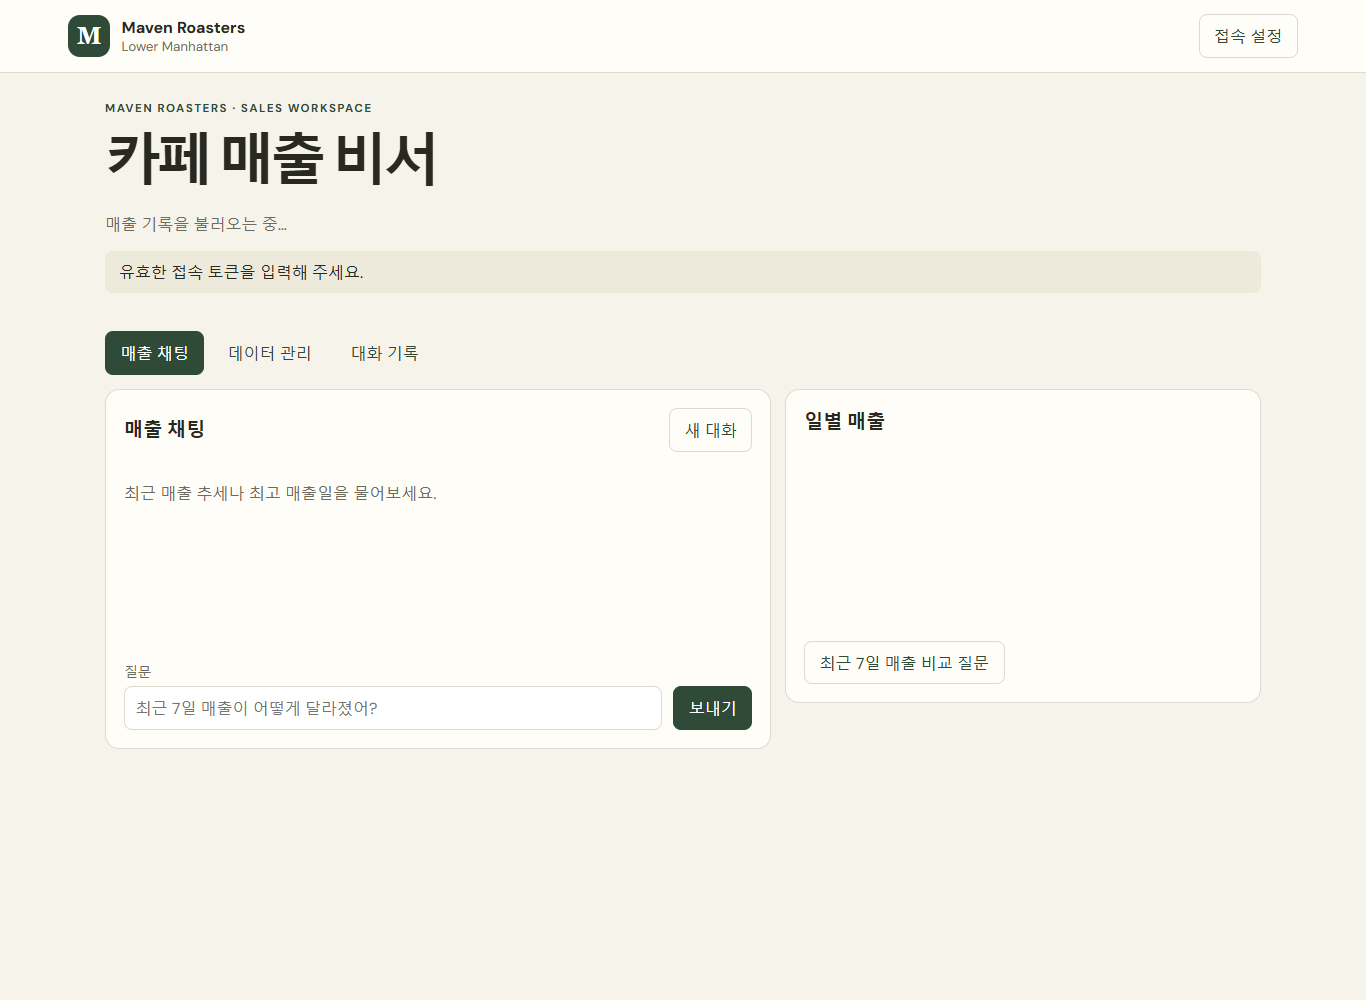 M
Maven Roasters
Lower Manhattan
접속 설정
MAVEN ROASTERS · SALES WORKSPACE
카페 매출 비서
매출 기록을 불러오는 중…
유효한 접속 토큰을 입력해 주세요.
매출 채팅
데이터 관리
대화 기록
매출 채팅
새 대화
최근 매출 추세나 최고 매출일을 물어보세요.
질문
최근 7일 매출이 어떻게 달라졌어?
보내기
일별 매출
최근 7일 매출 비교 질문